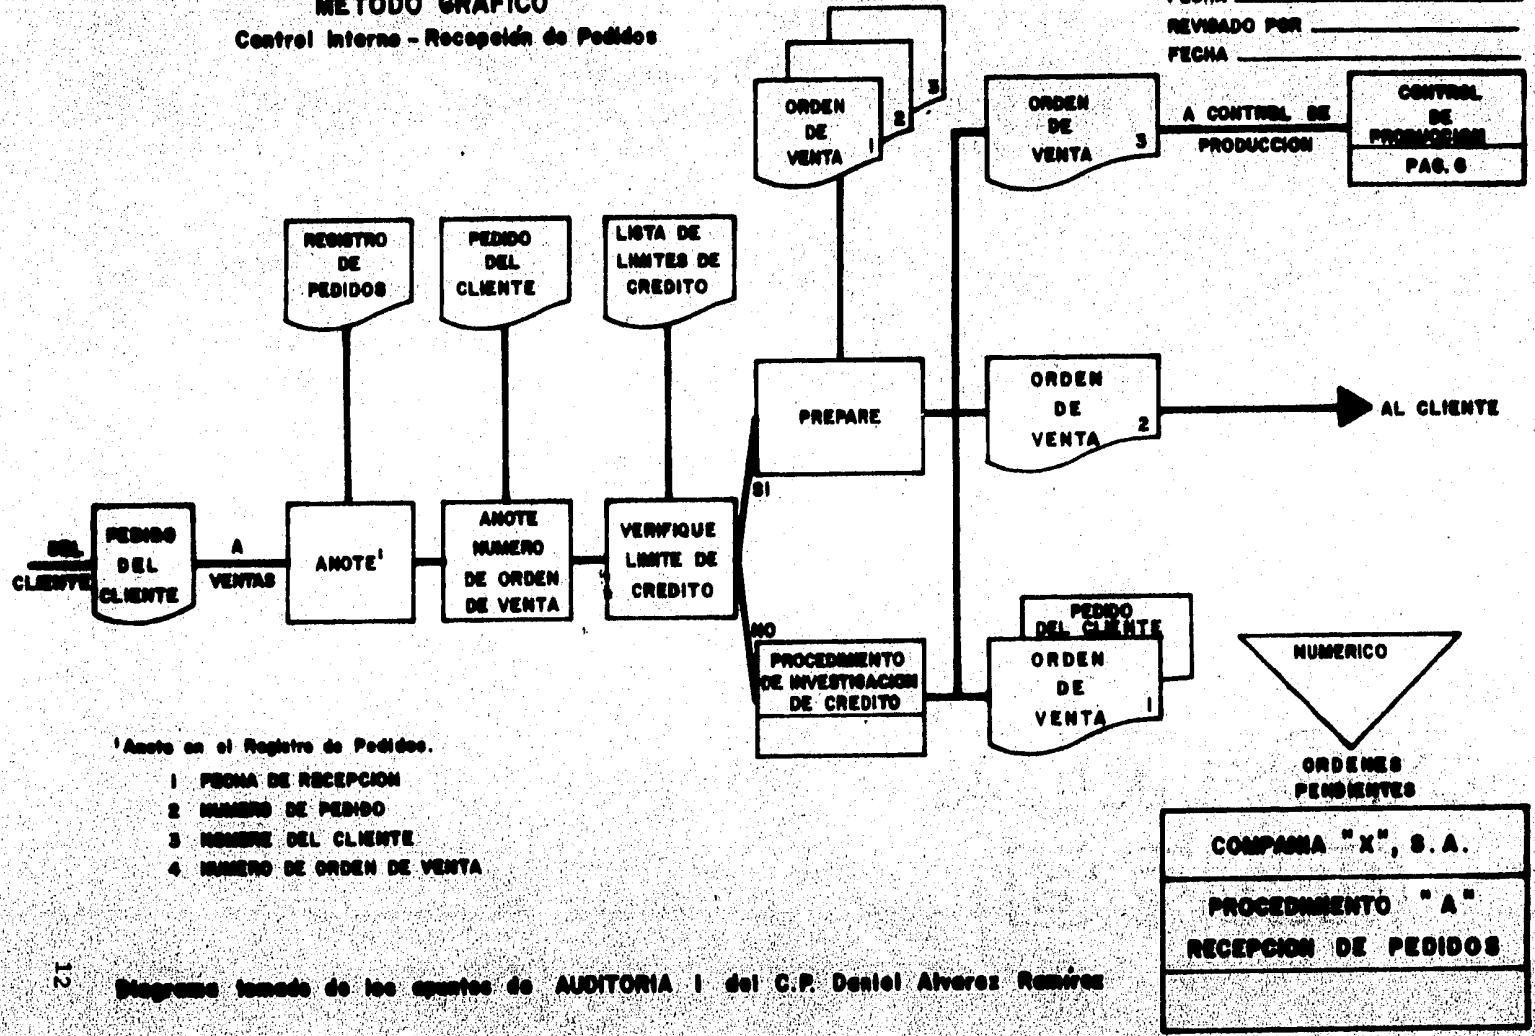 METODO GRAFICO
Control Interno - Recepción de Pedidos
FECHA
REVISADO POR
FECHA
ORDEN
DE
VENTA
1
2
3
ORDEN
DE
VENTA
3
A CONTROL DE
PRODUCCION
CONTROL
DE
PRODUCCION
PAG. 6
REGISTRO
DE
PEDIDOS
PEDIDO
DEL
CLIENTE
LISTA DE
LIMITES DE
CREDITO
PREPARE
SI
ORDEN
DE
VENTA
2
AL CLIENTE
DEL
CLIENTE
PEDIDO
DEL
CLIENTE
A
VENTAS
ANOTE¹
ANOTE
NUMERO
DE ORDEN
DE VENTA
VERIFIQUE
LIMITE DE
CREDITO
NO
PROCEDIMIENTO
DE INVESTIGACION
DE CREDITO
PEDIDO
DEL CLIENTE
ORDEN
DE
VENTA
1
NUMERICO
ORDENES
PENDIENTES
¹Anote en el Registro de Pedidos.
1 FECHA DE RECEPCION
2 NUMERO DE PEDIDO
3 NOMBRE DEL CLIENTE
4 NUMERO DE ORDEN DE VENTA
COMPAÑIA "X", S.A.
PROCEDIMIENTO "A"
RECEPCION DE PEDIDOS
12
Diagrama tomado de los apuntes de AUDITORIA I del C.P. Daniel Alvarez Ramírez